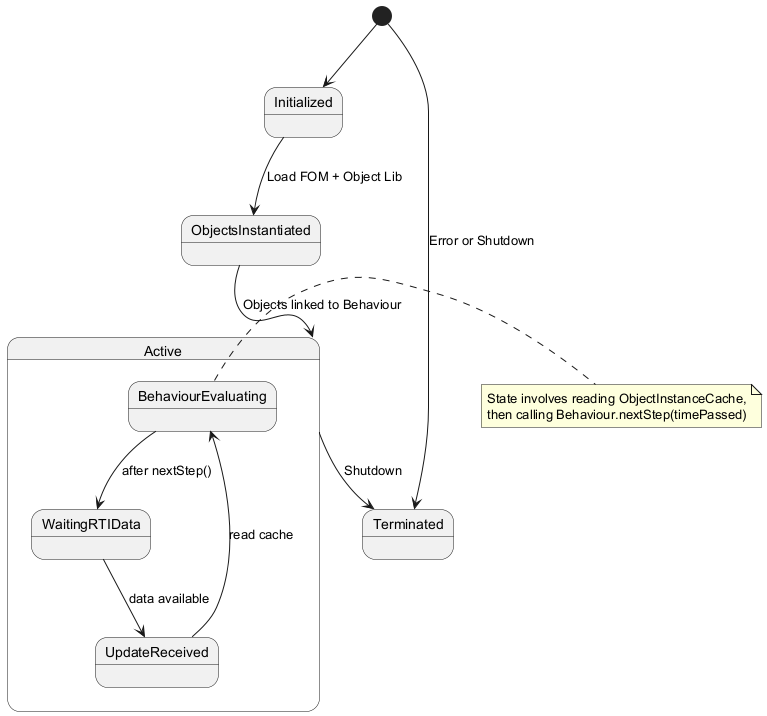 Initialized
Load FOM + Object Lib
ObjectsInstantiated
Error or Shutdown
Objects linked to Behaviour
Active
BehaviourEvaluating
State involves reading ObjectInstanceCache,
then calling Behaviour.nextStep(timePassed)
after nextStep()
Shutdown
WaitingRTIData
Terminated
read cache
data available
UpdateReceived